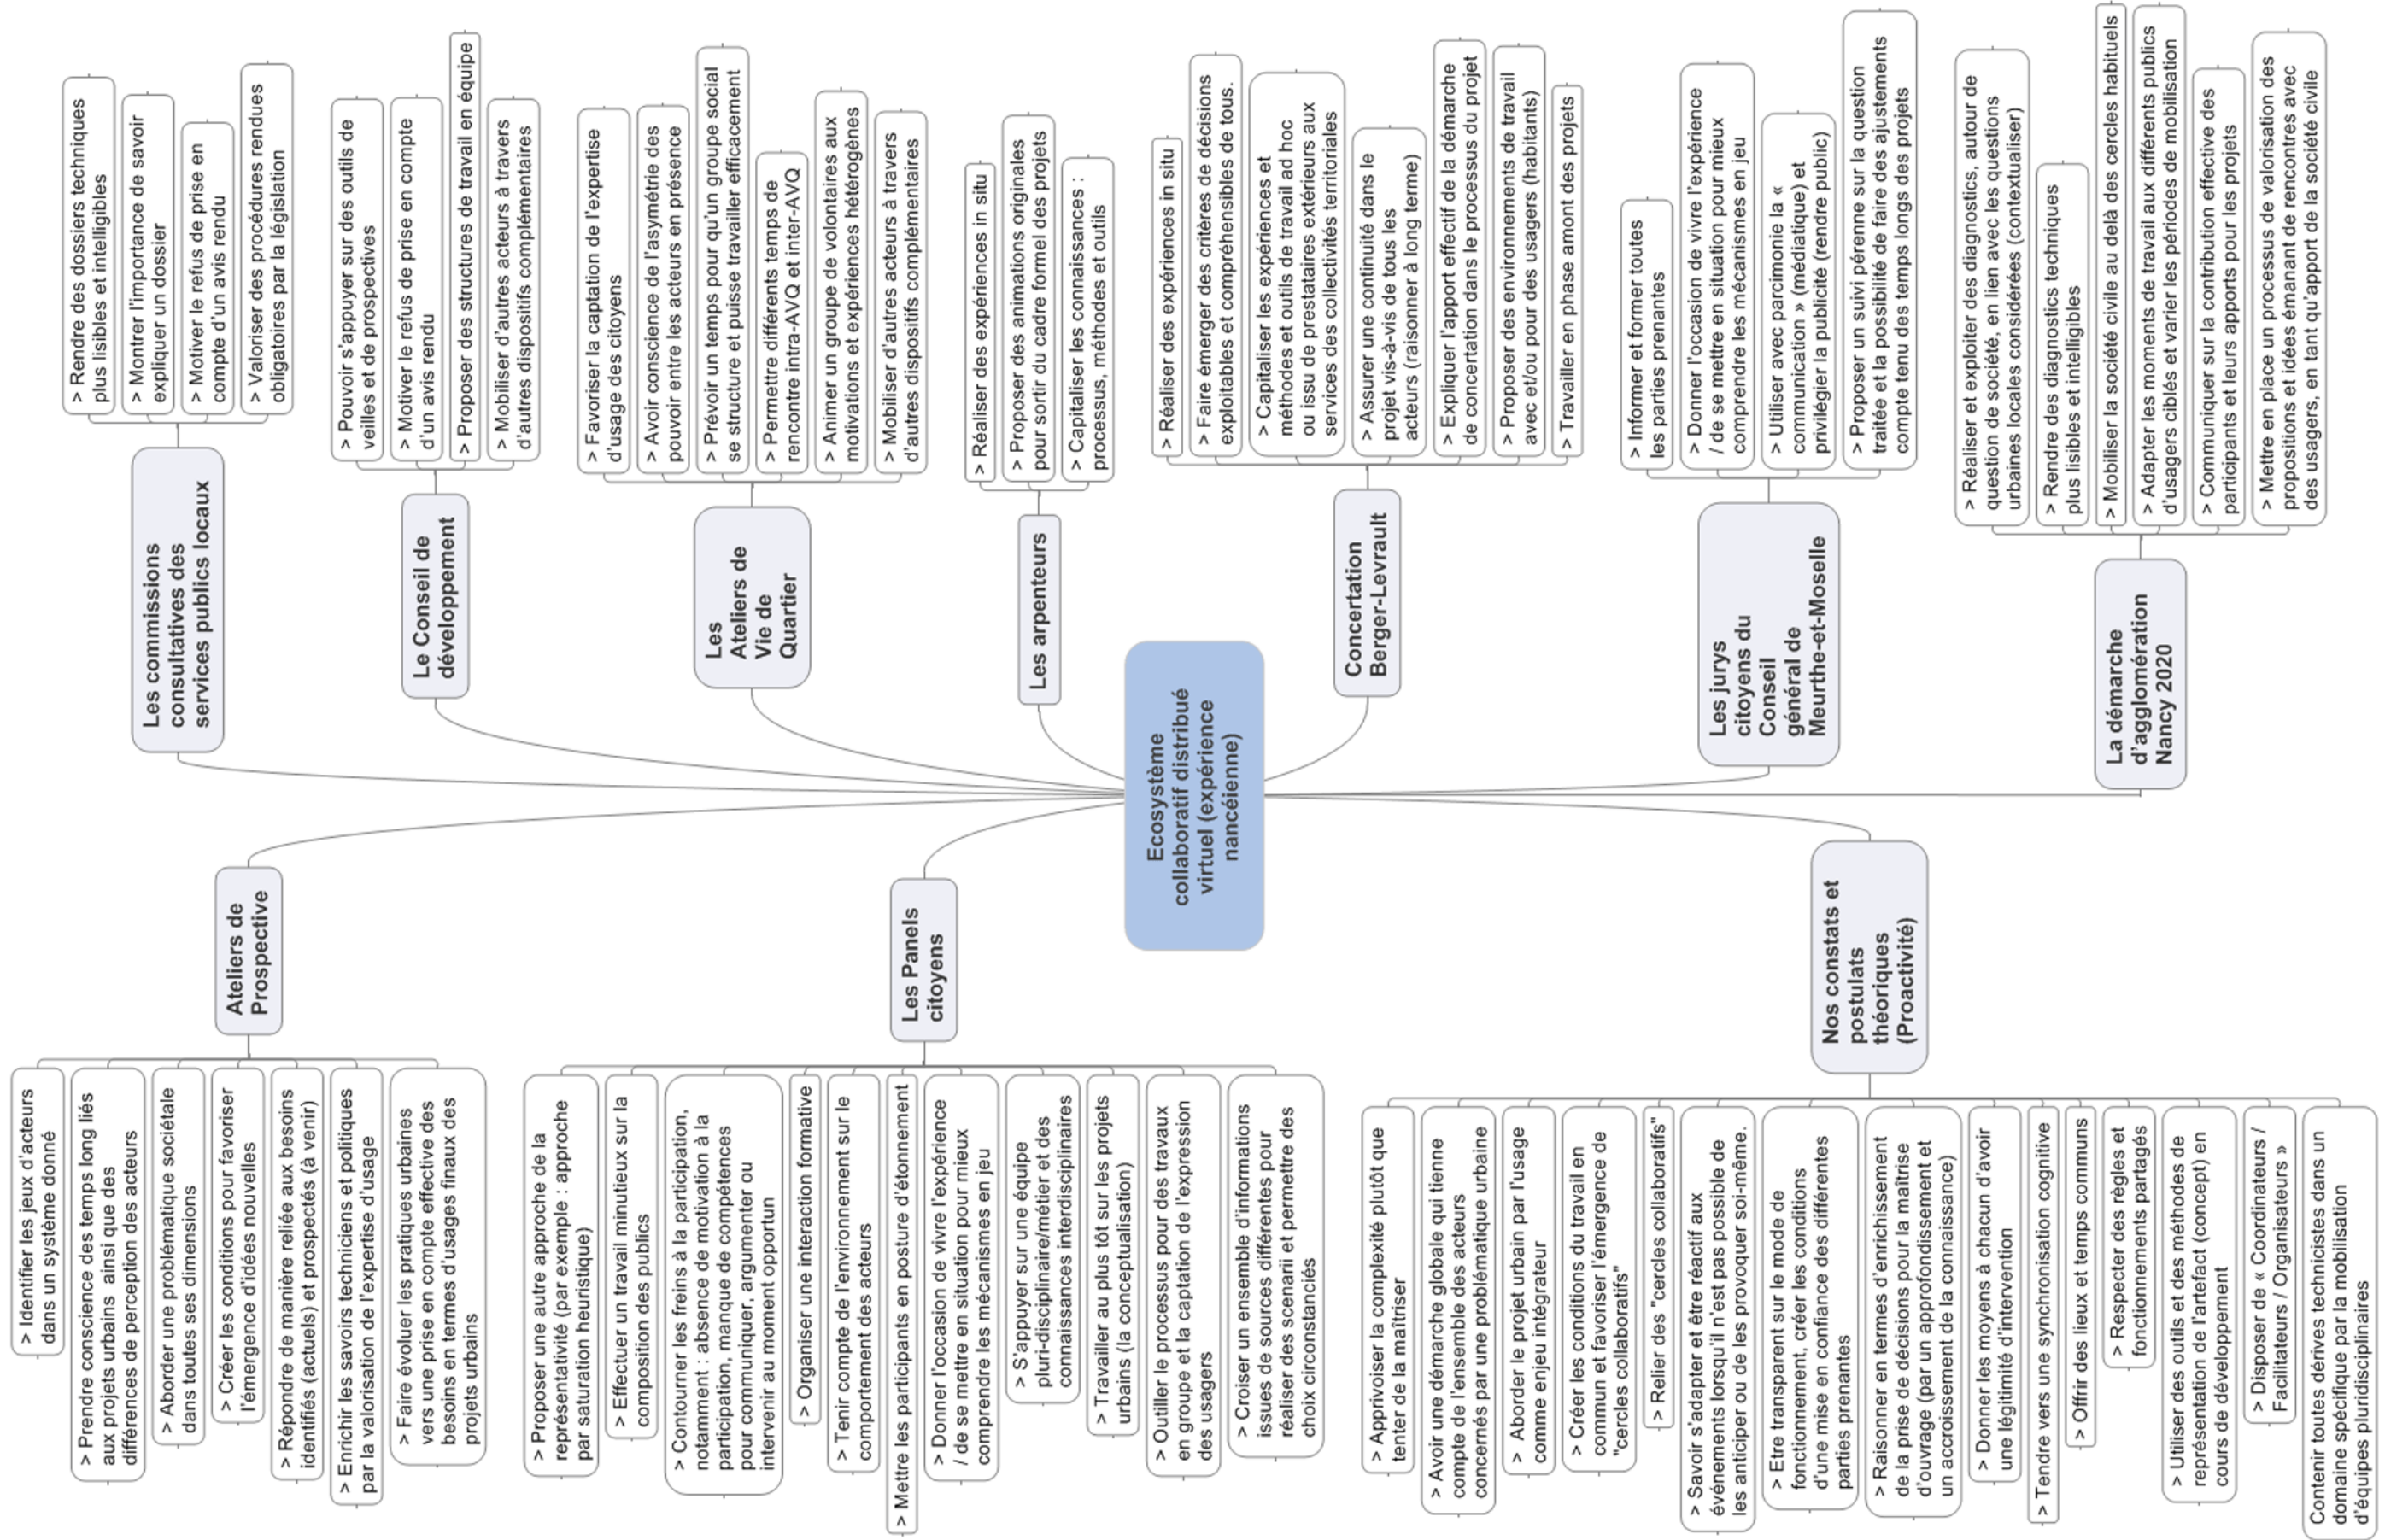 Ecosystème
collaboratif distribué
virtuel (expérience
nancéienne)
Les commissions
consultatives des
services publics locaux
> Rendre des dossiers techniques
plus lisibles et intelligibles
> Montrer l'importance de savoir
expliquer un dossier
> Motiver le refus de prise en
compte d'un avis rendu
> Valoriser des procédures rendues
obligatoires par la législation
Le Conseil de
développement
> Pouvoir s'appuyer sur des outils de
veilles et de prospectives
> Motiver le refus de prise en compte
d'un avis rendu
> Proposer des structures de travail en équipe
> Mobiliser d'autres acteurs à travers
d'autres dispositifs complémentaires
Les
Ateliers de
Vie de
Quartier
> Favoriser la captation de l'expertise
d'usage des citoyens
> Avoir conscience de l'asymétrie des
pouvoir entre les acteurs en présence
> Prévoir un temps pour qu'un groupe social
se structure et puisse travailler efficacement
> Permettre différents temps de
rencontre intra-AVQ et inter-AVQ
> Animer un groupe de volontaires aux
motivations et expériences hétérogènes
> Mobiliser d'autres acteurs à travers
d'autres dispositifs complémentaires
Les arpenteurs
> Réaliser des expériences in situ
> Proposer des animations originales
pour sortir du cadre formel des projets
> Capitaliser les connaissances :
processus, méthodes et outils
Concertation
Berger-Levrault
> Réaliser des expériences in situ
> Faire émerger des critères de décisions
exploitables et compréhensibles de tous.
> Capitaliser les expériences et
méthodes et outils de travail ad hoc
ou issu de prestataires extérieurs aux
services des collectivités territoriales
> Assurer une continuité dans le
projet vis-à-vis de tous les
acteurs (raisonner à long terme)
> Expliquer l'apport effectif de la démarche
de concertation dans le processus du projet
> Proposer des environnements de travail
avec et/ou pour des usagers (habitants)
> Travailler en phase amont des projets
Les jurys
citoyens du
Conseil
général de
Meurthe-et-Moselle
> Informer et former toutes
les parties prenantes
> Donner l'occasion de vivre l'expérience
/ de se mettre en situation pour mieux
comprendre les mécanismes en jeu
> Utiliser avec parcimonie la «
communication » (médiatique) et
privilégier la publicité (rendre public)
> Proposer un suivi pérenne sur la question
traitée et la possibilité de faire des ajustements
compte tenu des temps longs des projets
La démarche
d'agglomération
Nancy 2020
> Réaliser et exploiter des diagnostics, autour de
question de société, en lien avec les questions
urbaines locales considérées (contextualiser)
> Rendre des diagnostics techniques
plus lisibles et intelligibles
> Mobiliser la société civile au delà des cercles habituels
> Adapter les moments de travail aux différents publics
d'usagers ciblés et varier les périodes de mobilisation
> Communiquer sur la contribution effective des
participants et leurs apports pour les projets
> Mettre en place un processus de valorisation des
propositions et idées émanant de rencontres avec
des usagers, en tant qu'apport de la société civile
Ateliers de
Prospective
> Identifier les jeux d'acteurs
dans un système donné
> Prendre conscience des temps long liés
aux projets urbains ainsi que des
différences de perception des acteurs
> Aborder une problématique sociétale
dans toutes ses dimensions
> Créer les conditions pour favoriser
l'émergence d'idées nouvelles
> Répondre de manière reliée aux besoins
identifiés (actuels) et prospectés (à venir)
> Enrichir les savoirs techniciens et politiques
par la valorisation de l'expertise d'usage
> Faire évoluer les pratiques urbaines
vers une prise en compte effective des
besoins en termes d'usages finaux des
projets urbains
Les Panels
citoyens
> Proposer une autre approche de la
représentativité (par exemple : approche
par saturation heuristique)
> Effectuer un travail minutieux sur la
composition des publics
> Contourner les freins à la participation,
notamment : absence de motivation à la
participation, manque de compétences
pour communiquer, argumenter ou
intervenir au moment opportun
> Organiser une interaction formative
> Tenir compte de l'environnement sur le
comportement des acteurs
> Mettre les participants en posture d'étonnement
> Donner l'occasion de vivre l'expérience
/ de se mettre en situation pour mieux
comprendre les mécanismes en jeu
> S'appuyer sur une équipe
pluri-disciplinaire/métier et des
connaissances interdisciplinaires
> Travailler au plus tôt sur les projets
urbains (la conceptualisation)
> Outiller le processus pour des travaux
en groupe et la captation de l'expression
des usagers
> Croiser un ensemble d'informations
issues de sources différentes pour
réaliser des scenarii et permettre des
choix circonstanciés
Nos constats et
postulats
théoriques
(Proactivité)
> Apprivoiser la complexité plutôt que
tenter de la maîtriser
> Avoir une démarche globale qui tienne
compte de l'ensemble des acteurs
concernés par une problématique urbaine
> Aborder le projet urbain par l'usage
comme enjeu intégrateur
> Créer les conditions du travail en
commun et favoriser l'émergence de
"cercles collaboratifs"
> Relier des "cercles collaboratifs"
> Savoir s'adapter et être réactif aux
événements lorsqu'il n'est pas possible de
les anticiper ou de les provoquer soi-même.
> Etre transparent sur le mode de
fonctionnement, créer les conditions
d'une mise en confiance des différentes
parties prenantes
> Raisonner en termes d'enrichissement
de la prise de décisions pour la maîtrise
d'ouvrage (par un approfondissement et
un accroissement de la connaissance)
> Donner les moyens à chacun d'avoir
une légitimité d'intervention
> Tendre vers une synchronisation cognitive
> Offrir des lieux et temps communs
> Respecter des règles et
fonctionnements partagés
> Utiliser des outils et des méthodes de
représentation de l'artefact (concept) en
cours de développement
> Disposer de « Coordinateurs /
Facilitateurs / Organisateurs »
Contenir toutes dérives technicistes dans un
domaine spécifique par la mobilisation
d'équipes pluridisciplinaires